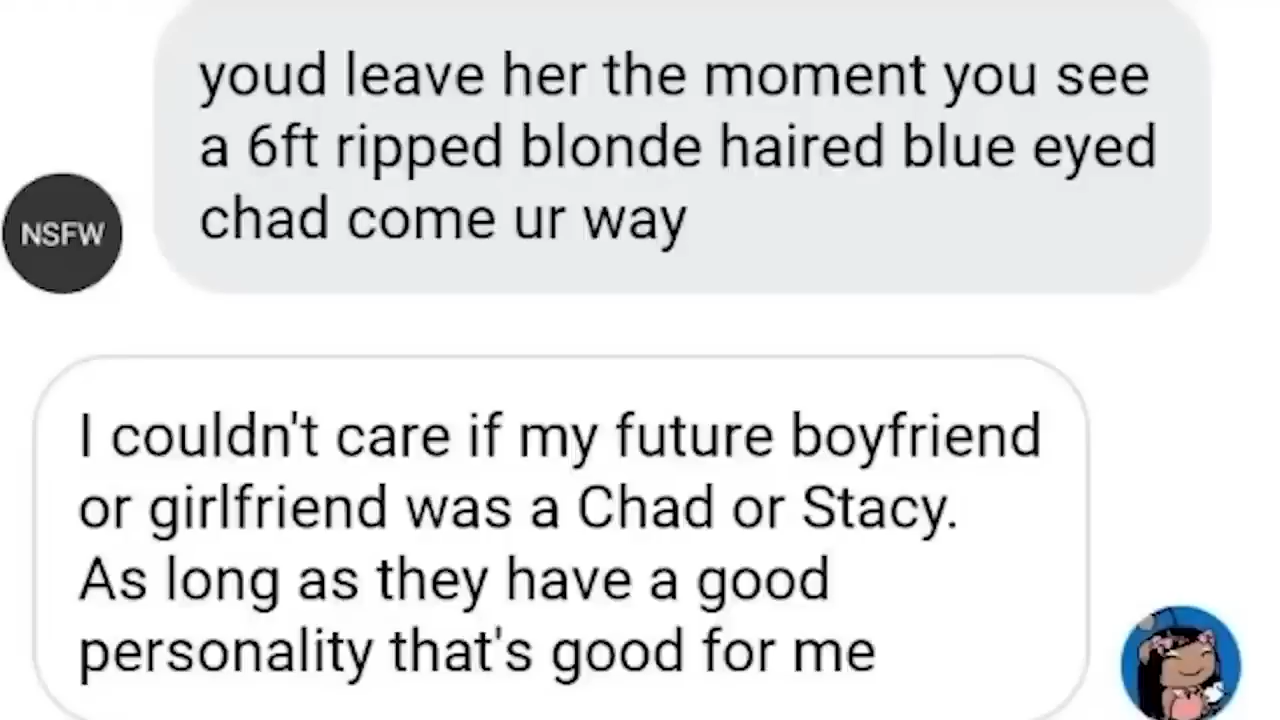 youd leave her the moment you see
a 6ft ripped blonde haired blue eyed
chad come ur way
NSFW
I couldn't care if my future boyfriend
or girlfriend was a Chad or Stacy.
As long as they have a good
personality that's good for me